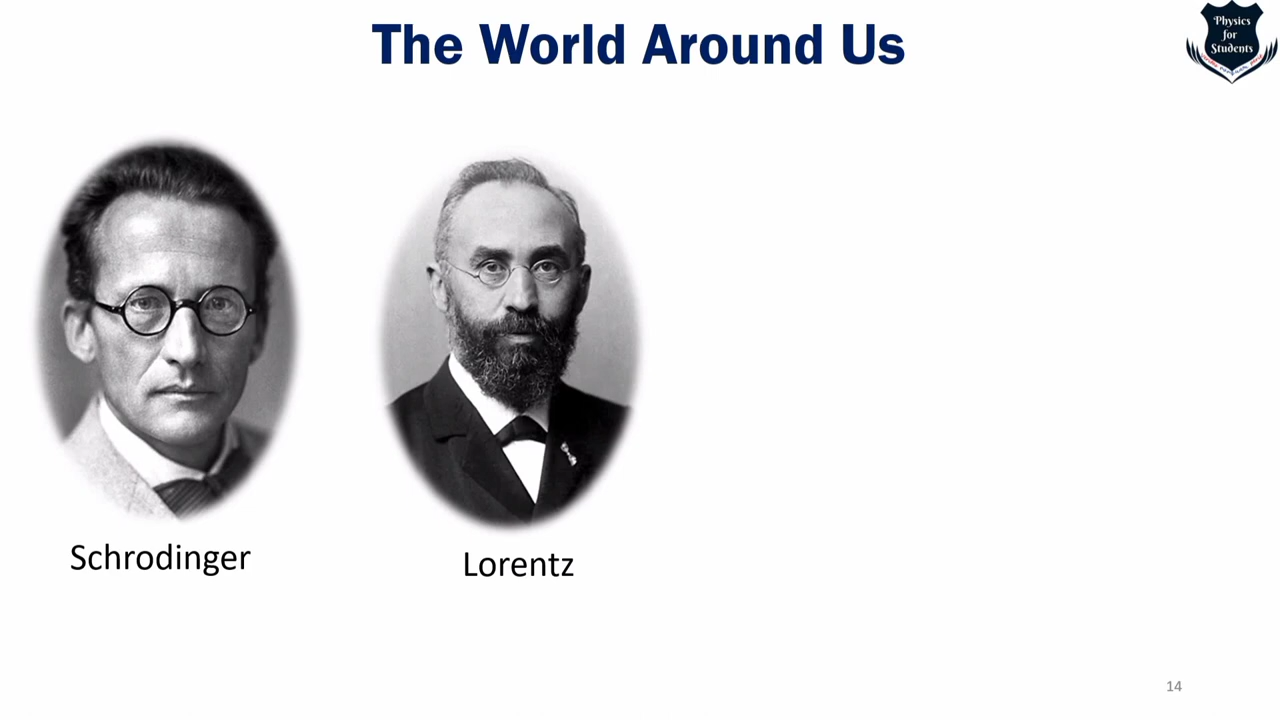 The World Around Us
Physics
for
Students
Schrodinger
Lorentz
14